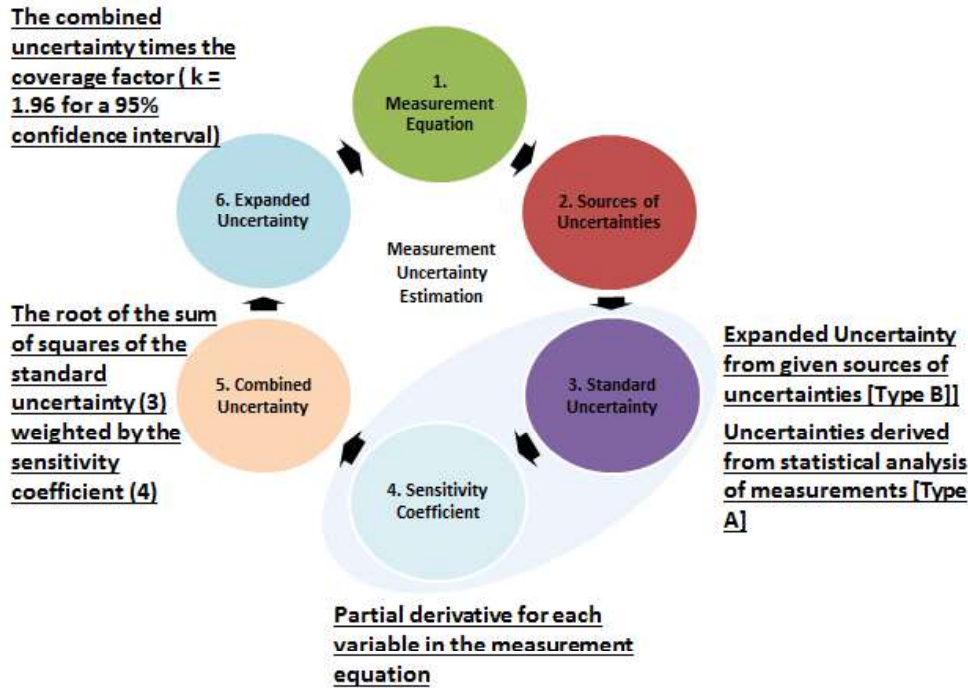 The combined
uncertainty times the
coverage factor ( k =
1.96 for a 95%
confidence interval)
1.
Measurement
Equation
2. Sources of
Uncertainties
6. Expanded
Uncertainty
Measurement
Uncertainty
Estimation
The root of the sum
of squares of the
standard
uncertainty (3)
weighted by the
sensitivity
coefficient (4)
5. Combined
Uncertainty
3. Standard
Uncertainty
Expanded Uncertainty
from given sources of
uncertainties [Type B]]
Uncertainties derived
from statistical analysis
of measurements [Type
A]
4. Sensitivity
Coefficient
Partial derivative for each
variable in the measurement
equation